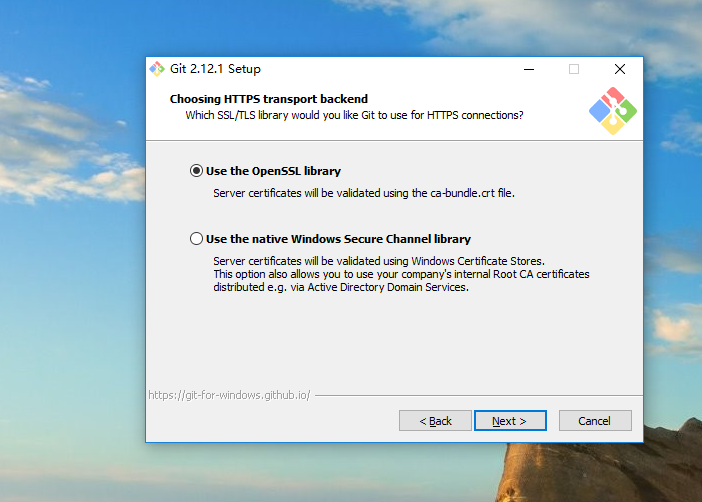 Git 2.12.1 Setup
Choosing HTTPS transport backend
Which SSL/TLS library would you like Git to use for HTTPS connections?
Use the OpenSSL library
Server certificates will be validated using the ca-bundle.crt file.
Use the native Windows Secure Channel library
Server certificates will be validated using Windows Certificate Stores.
This option also allows you to use your company's internal Root CA certificates
distributed e.g. via Active Directory Domain Services.
https://git-for-windows.github.io/
< Back Next > Cancel